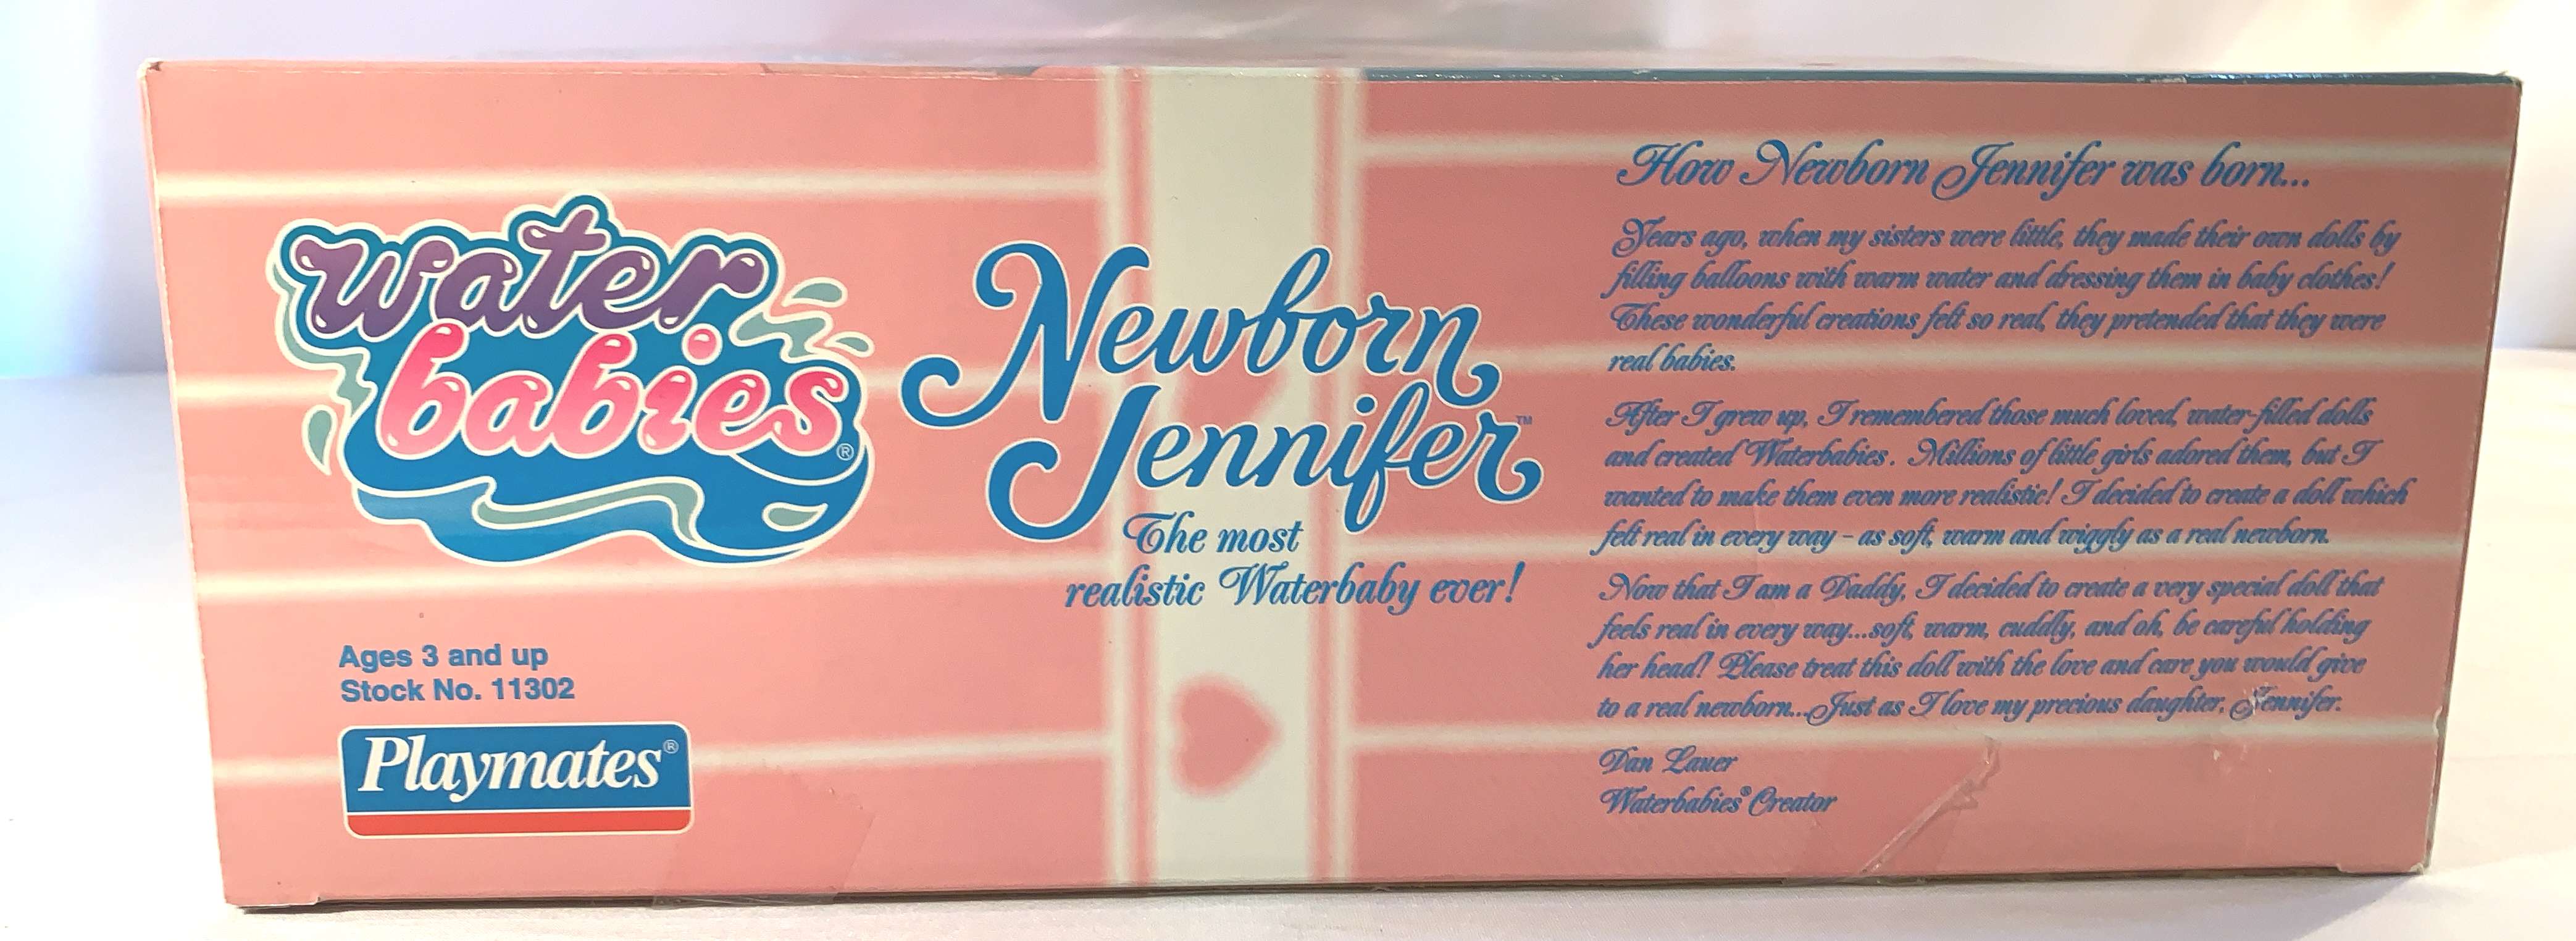 water
babies®
Ages 3 and up
Stock No. 11302
Playmates®
Newborn
Jennifer™
The most
realistic Waterbaby ever!
How Newborn Jennifer was born...
Years ago, when my sisters were little, they made their own dolls by
filling balloons with warm water and dressing them in baby clothes!
These wonderful creations felt so real, they pretended that they were
real babies.
After I grew up, I remembered those much loved, water-filled dolls
and created Waterbabies. Millions of little girls adored them, but I
wanted to make them even more realistic! I decided to create a doll which
felt real in every way - as soft, warm and wiggly as a real newborn.
Now that I am a Daddy, I decided to create a very special doll that
feels real in every way...soft, warm, cuddly, and oh, be careful holding
her head! Please treat this doll with the love and care you would give
to a real newborn...Just as I love my precious daughter, Jennifer.
Dan Lauer
Waterbabies® Creator